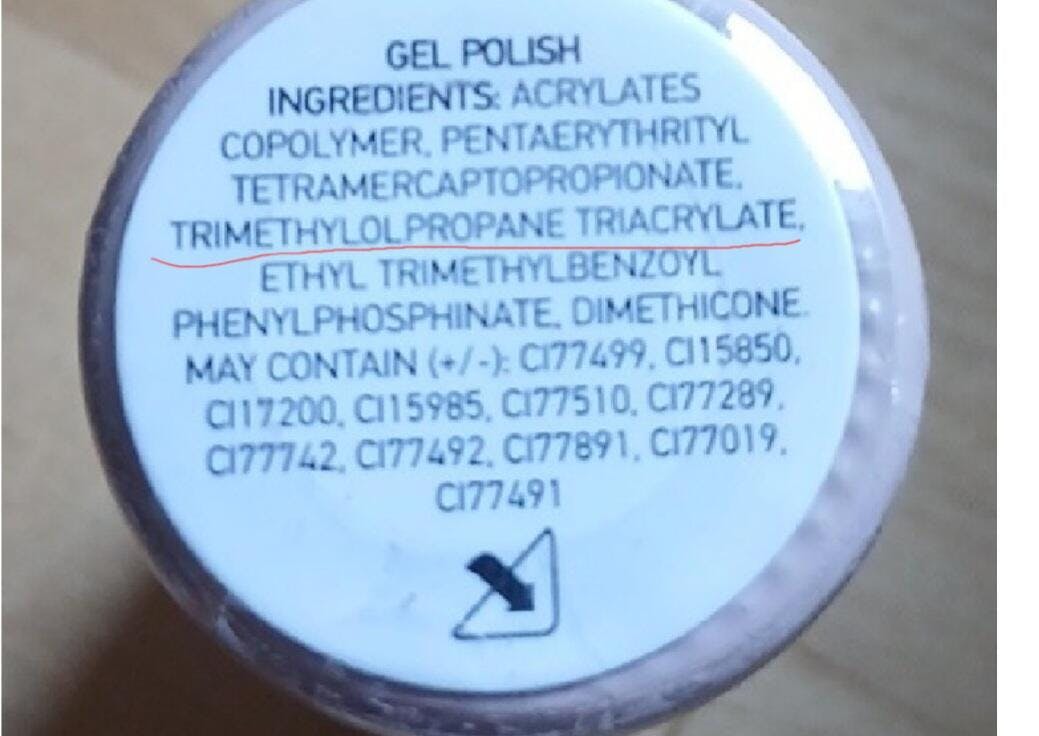 GEL POLISH
INGREDIENTS: ACRYLATES
COPOLYMER, PENTAERYTHRITYL
TETRAMERCAPTOPROPIONATE,
TRIMETHYLOLPROPANE TRIACRYLATE,
ETHYL TRIMETHYLBENZOYL
PHENYLPHOSPHINATE, DIMETHICONE.
MAY CONTAIN (+/-): CI77499, CI15850,
CI17200, CI15985, CI77510, CI77289,
CI77742, CI77492, CI77891, CI77019,
CI77491